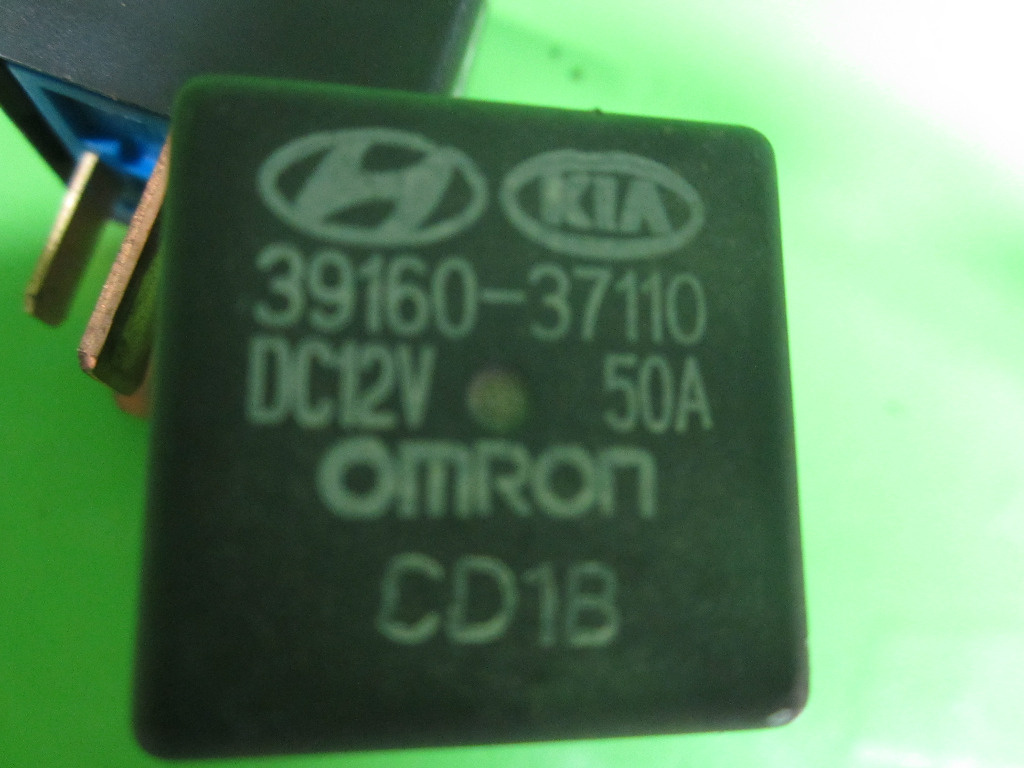 KIA
39160-37110
DC12V 50A
omron
CD1B